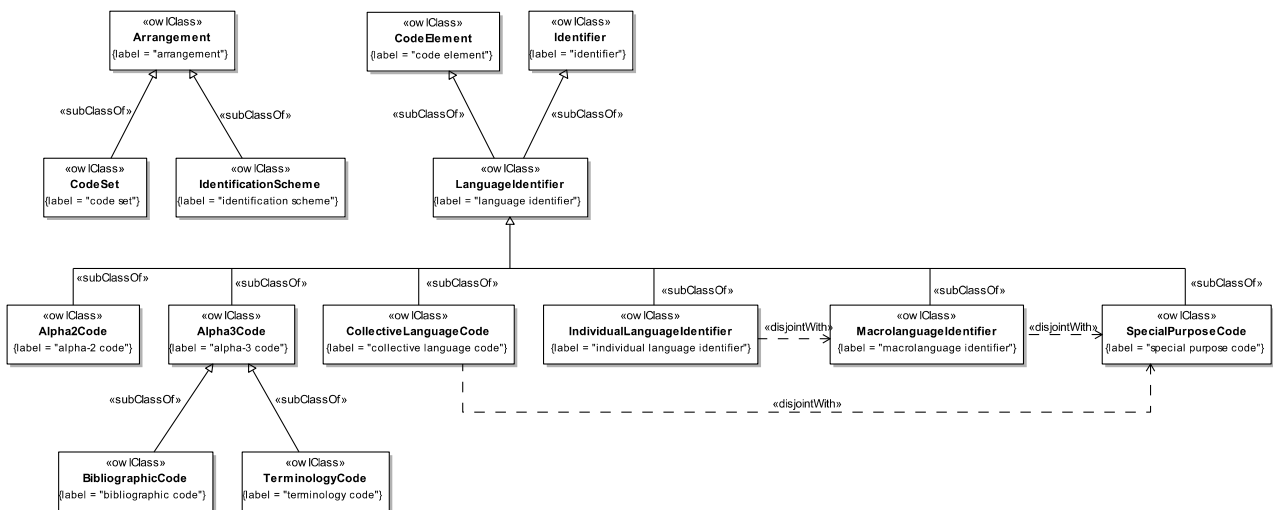 «owlClass»
Arrangement
{label = "arrangement"}
«owlClass»
CodeElement
{label = "code element"}
«owlClass»
Identifier
{label = "identifier"}
«subClassOf»
«subClassOf»
«subClassOf»
«subClassOf»
«owlClass»
CodeSet
{label = "code set"}
«owlClass»
IdentificationScheme
{label = "identification scheme"}
«owlClass»
LanguageIdentifier
{label = "language identifier"}
«subClassOf»
«subClassOf»
«subClassOf»
«subClassOf»
«subClassOf»
«subClassOf»
«owlClass»
Alpha2Code
{label = "alpha-2 code"}
«owlClass»
Alpha3Code
{label = "alpha-3 code"}
«owlClass»
CollectiveLanguageCode
{label = "collective language code"}
«owlClass»
IndividualLanguageIdentifier
{label = "individual language identifier"}
«disjointWith»
«owlClass»
MacrolanguageIdentifier
{label = "macrolanguage identifier"}
«disjointWith»
«owlClass»
SpecialPurposeCode
{label = "special purpose code"}
«subClassOf»
«subClassOf»
«disjointWith»
«owlClass»
BibliographicCode
{label = "bibliographic code"}
«owlClass»
TerminologyCode
{label = "terminology code"}